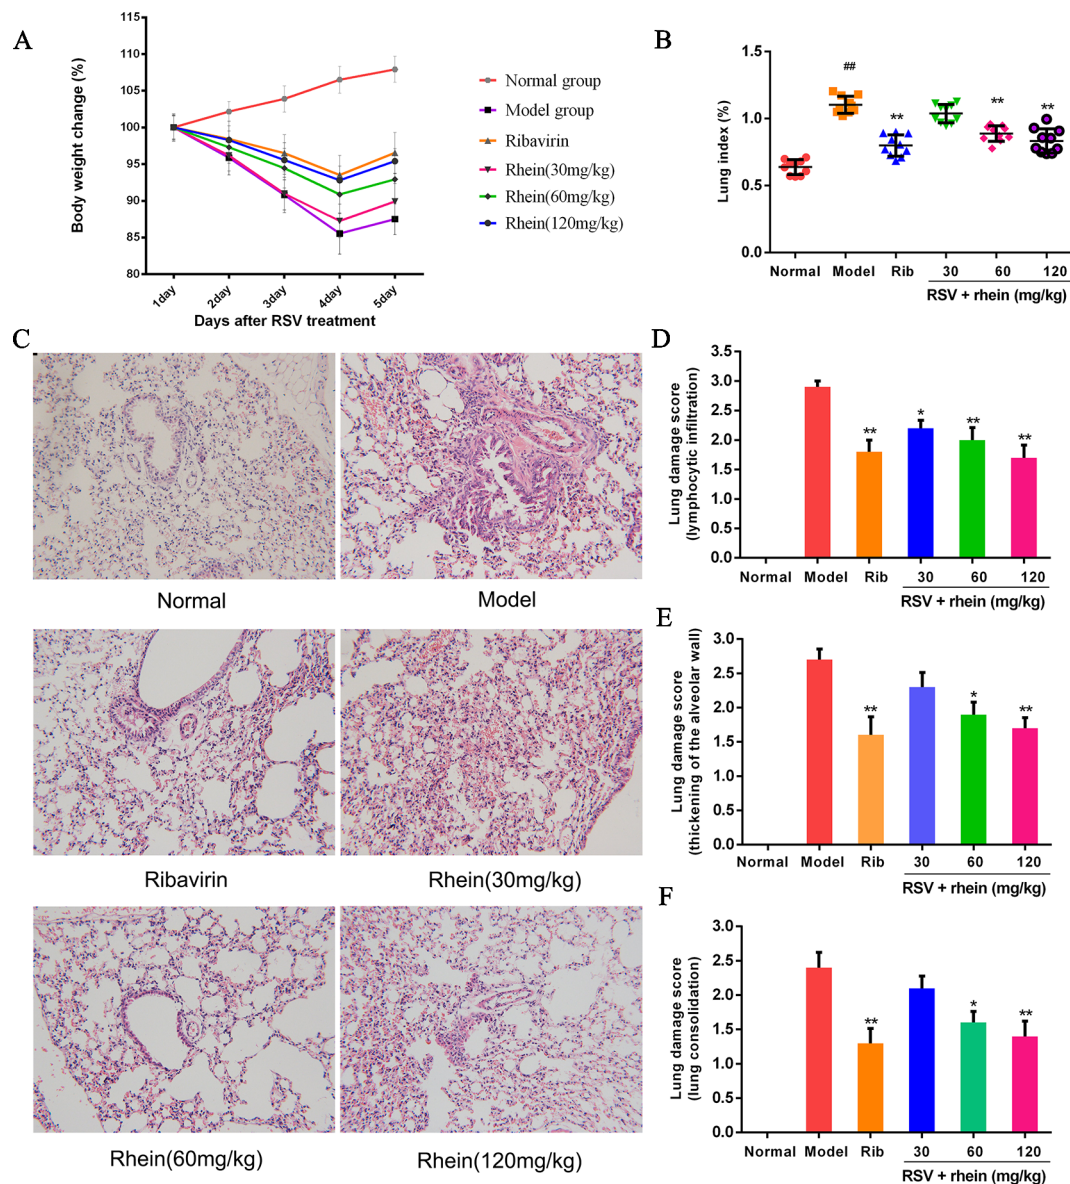 A
115
110
105
100
95
90
85
80
Body weight change (%)
1day
2day
3day
4day
5day
Days after RSV treatment
Normal group
Model group
Ribavirin
Rhein(30mg/kg)
Rhein(60mg/kg)
Rhein(120mg/kg)
B
1.5
1.0
0.5
0.0
Lung index (%)
##
**
**
**
Normal Model Rib 30 60 120
RSV + rhein (mg/kg)
C
Normal
Model
Ribavirin
Rhein(30mg/kg)
Rhein(60mg/kg)
Rhein(120mg/kg)
D
3.5
3.0
2.5
2.0
1.5
1.0
0.5
0.0
Lung damage score
(lymphocytic infiltration)
**
*
**
**
Normal Model Rib 30 60 120
RSV + rhein (mg/kg)
E
3.0
2.5
2.0
1.5
1.0
0.5
0.0
Lung damage score
(thickening of the alveolar wall)
**
*
**
Normal Model Rib 30 60 120
RSV + rhein (mg/kg)
F
3.0
2.5
2.0
1.5
1.0
0.5
0.0
Lung damage score
(lung consolidation)
**
*
**
Normal Model Rib 30 60 120
RSV + rhein (mg/kg)